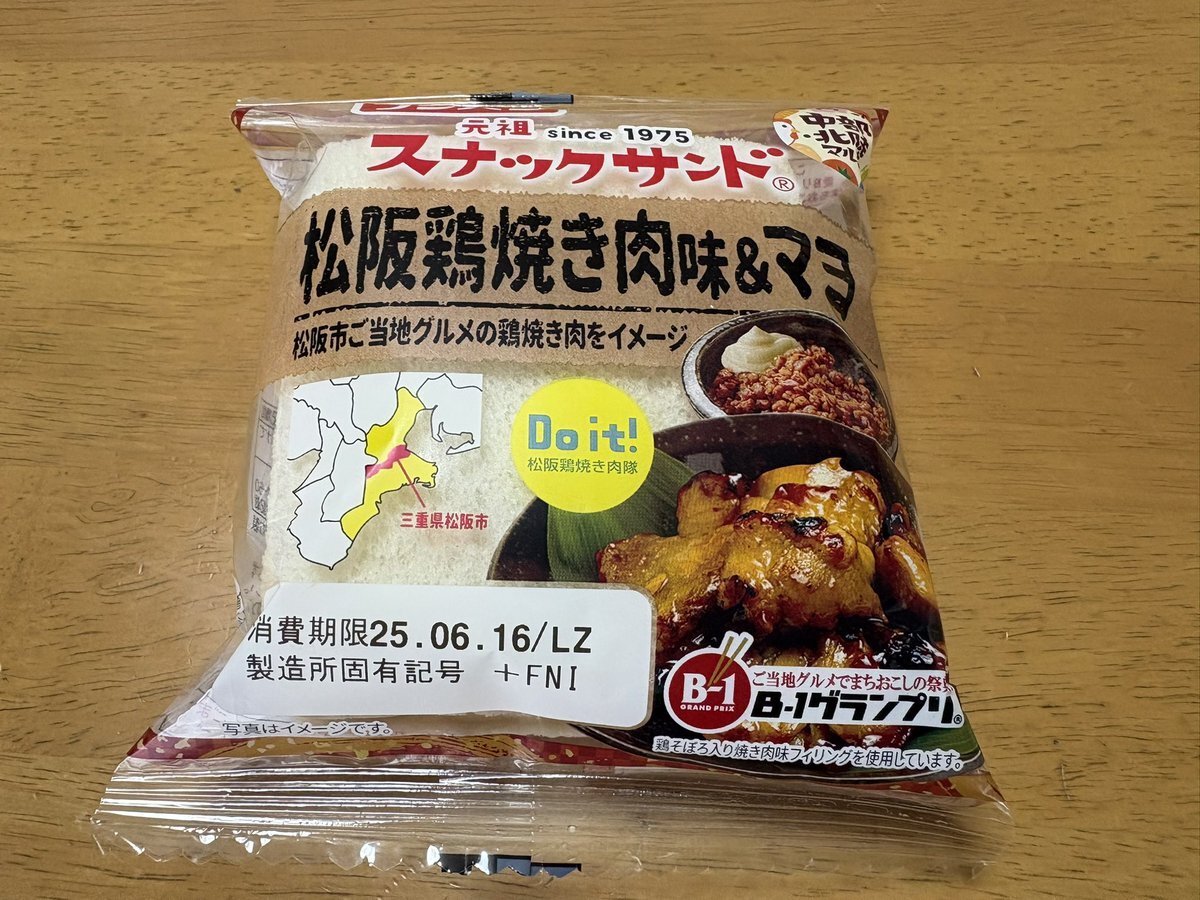 元祖 since 1975
スナックサンド®
中部
北陸
マル
松阪鶏焼き肉味&マヨ
松阪市ご当地グルメの鶏焼き肉をイメージ
Do it!
松阪鶏焼き肉隊
三重県松阪市
消費期限25.06.16/LZ
製造所固有記号 +FNI
B-1
GRAND PRIX
ご当地グルメでまちおこしの祭典
B-1グランプリ®
写真はイメージです。
鶏そぼろ入り焼き肉味フィリングを使用しています。